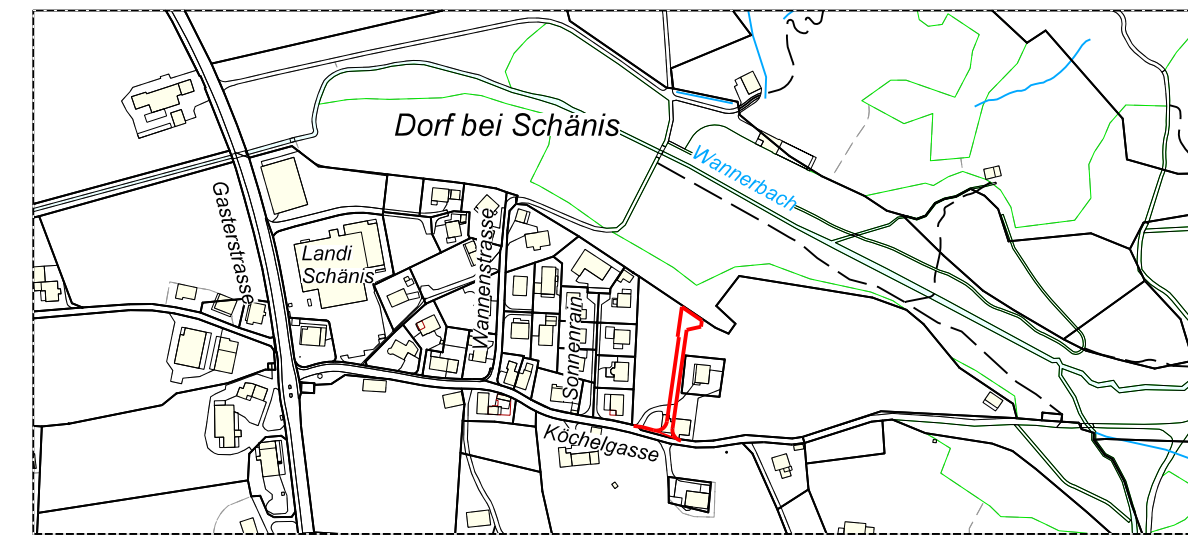 Dorf bei Schänis
Wannerbach
Gasterstrasse
Landi
Schänis
Wannenstrasse
Sonnenrain
Köchelgasse